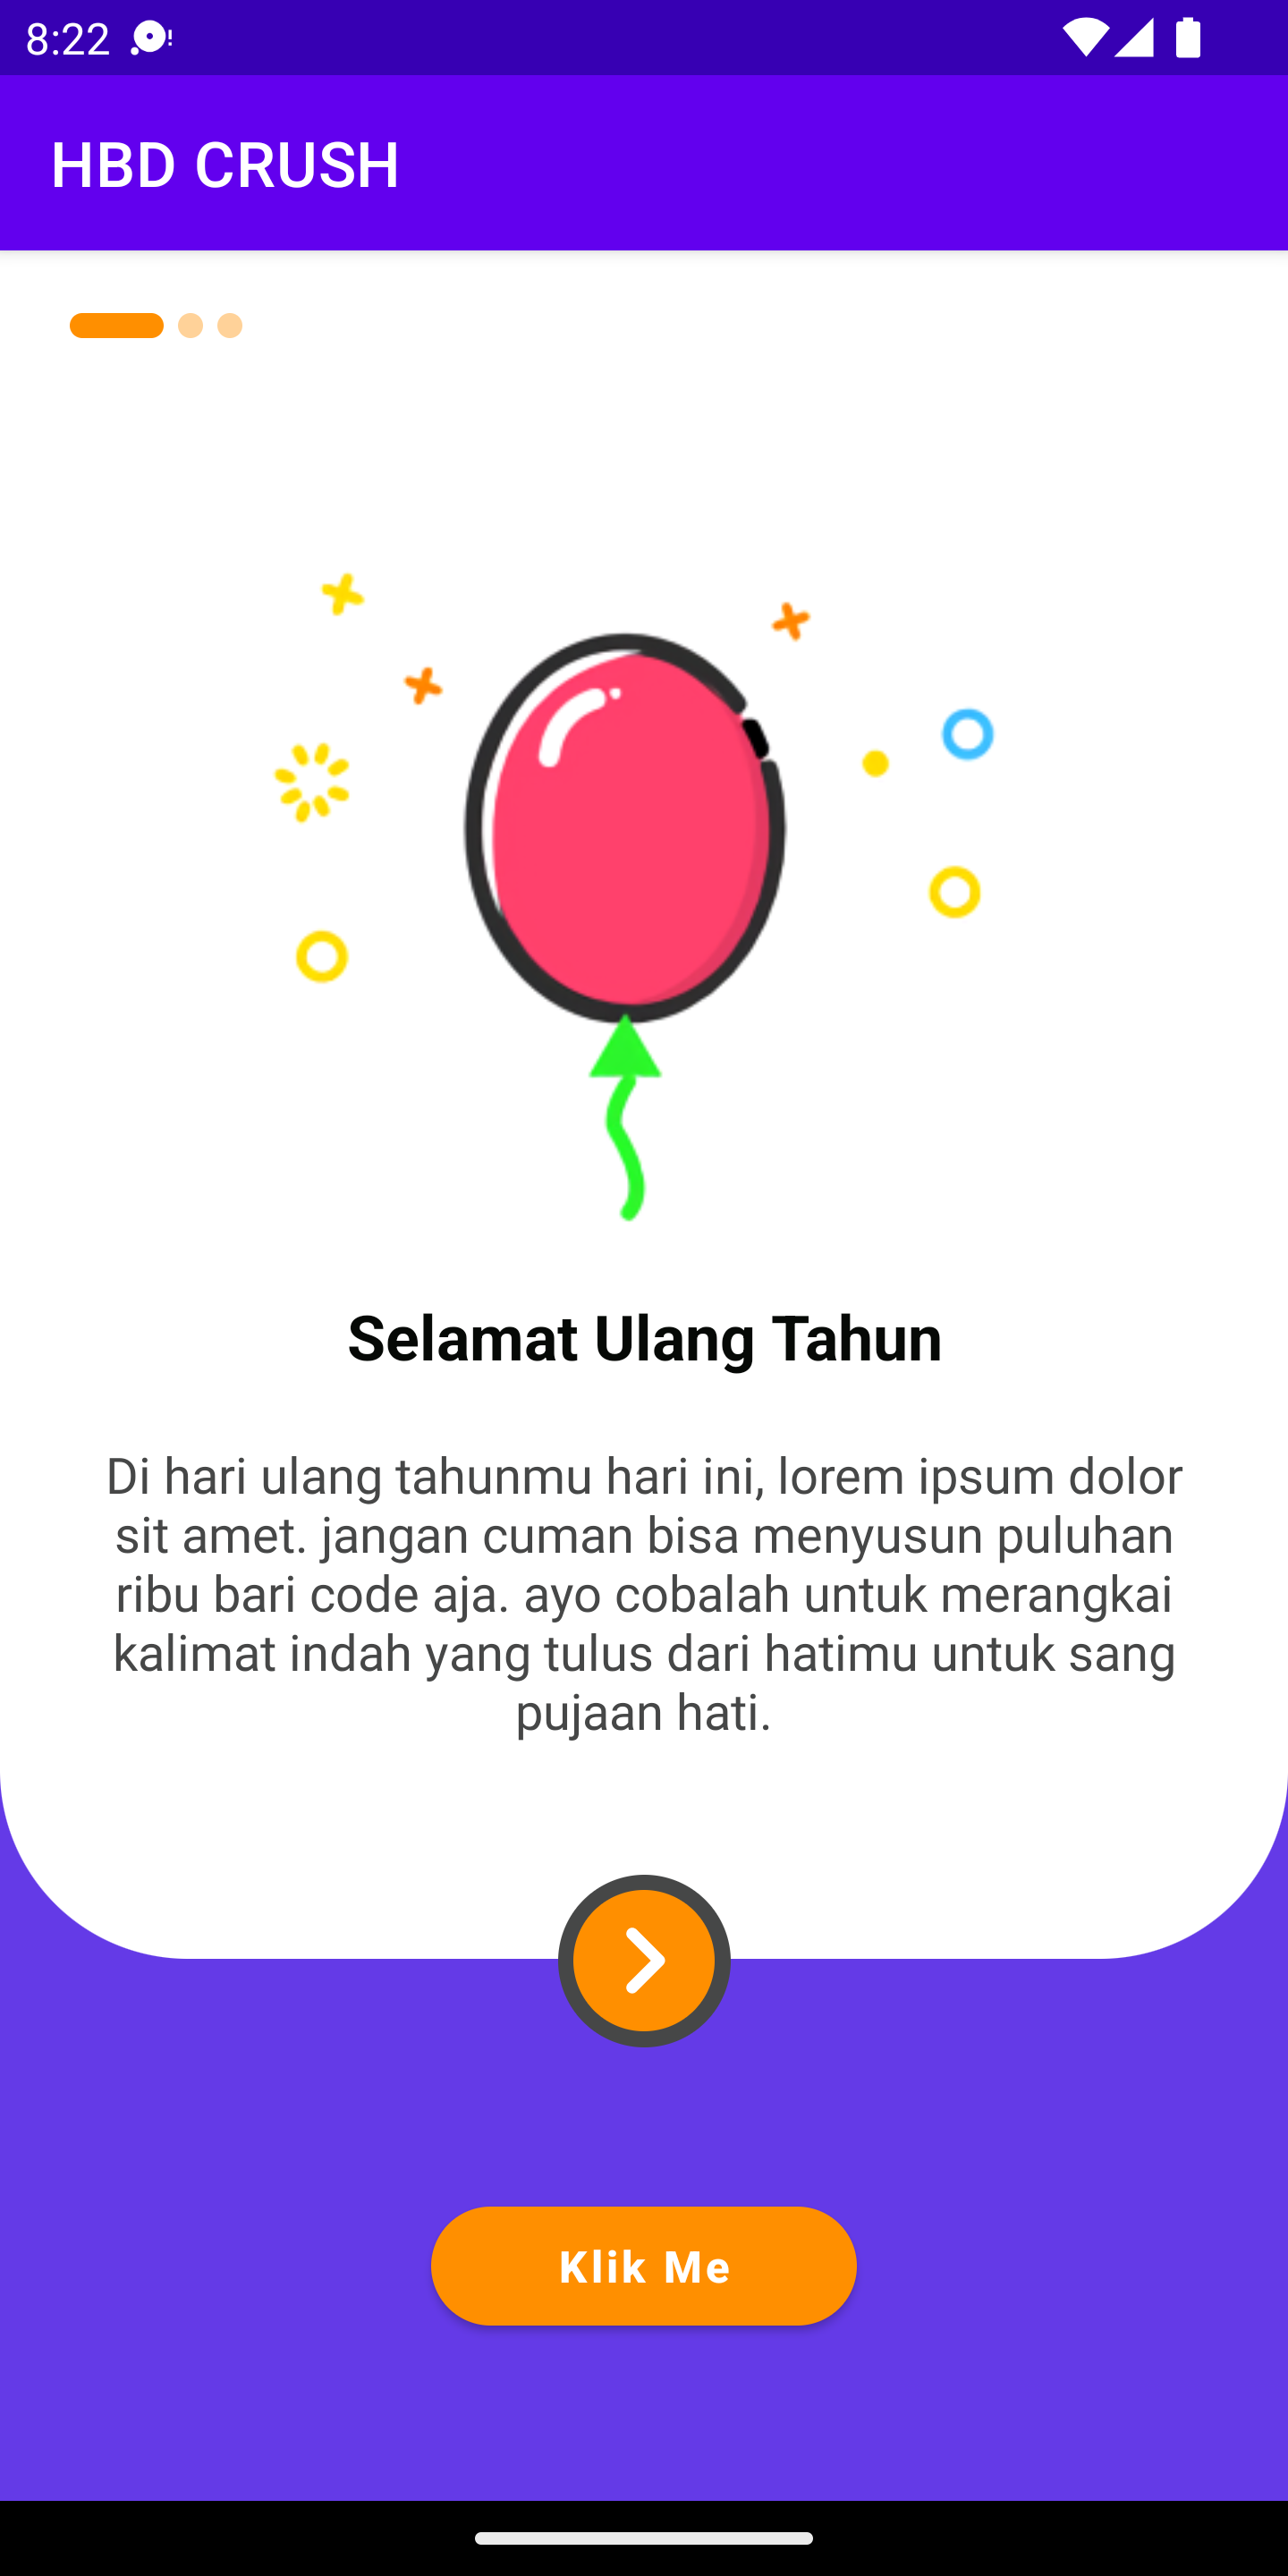 8:22
HBD CRUSH
Selamat Ulang Tahun
Di hari ulang tahunmu hari ini, lorem ipsum dolor
sit amet. jangan cuman bisa menyusun puluhan
ribu bari code aja. ayo cobalah untuk merangkai
kalimat indah yang tulus dari hatimu untuk sang
pujaan hati.
Klik Me